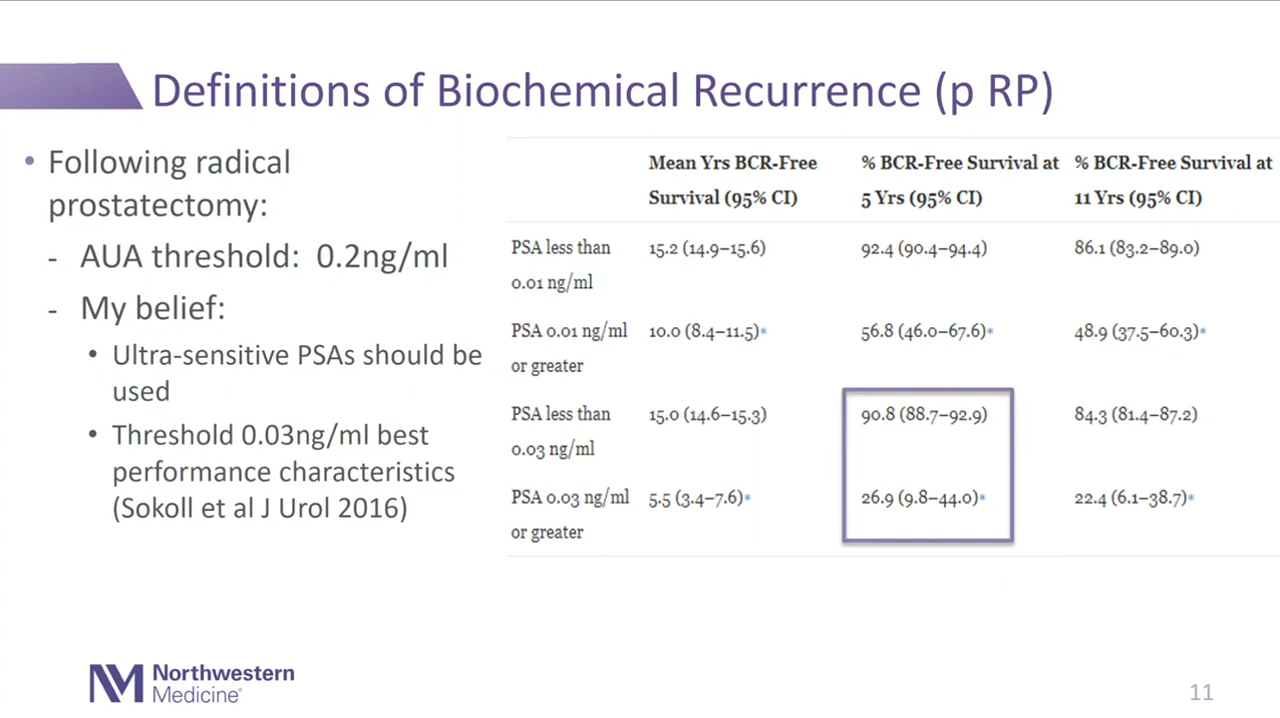 Definitions of Biochemical Recurrence (p RP)
• Following radical
prostatectomy:
- AUA threshold: 0.2ng/ml
- My belief:
• Ultra-sensitive PSAs should be
used
• Threshold 0.03ng/ml best
performance characteristics
(Sokoll et al J Urol 2016)
Mean Yrs BCR-Free % BCR-Free Survival at % BCR-Free Survival at
Survival (95% CI) 5 Yrs (95% CI) 11 Yrs (95% CI)
PSA less than 15.2 (14.9–15.6) 92.4 (90.4–94.4) 86.1 (83.2–89.0)
0.01 ng/ml
PSA 0.01 ng/ml 10.0 (8.4–11.5)* 56.8 (46.0–67.6)* 48.9 (37.5–60.3)*
or greater
PSA less than 15.0 (14.6–15.3) 90.8 (88.7–92.9) 84.3 (81.4–87.2)
0.03 ng/ml
PSA 0.03 ng/ml 5.5 (3.4–7.6)* 26.9 (9.8–44.0)* 22.4 (6.1–38.7)*
or greater
NM Northwestern
Medicine®
11